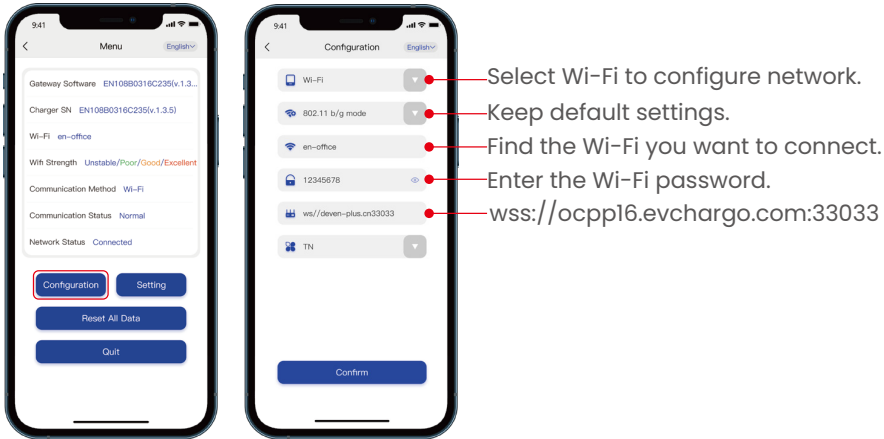 9:41
Menu
English
Gateway Software EN108B0316C235(v.1.3...
Charger SN EN108B0316C235(v.1.3.5)
Wi-Fi en-office
Wifi Strength Unstable/Poor/Good/Excellent
Communication Method Wi-Fi
Communication Status Normal
Network Status Connected
Configuration
Setting
Reset All Data
Quit
9:41
Configuration
English
Wi-Fi
802.11 b/g mode
en-office
12345678
ws//deven-plus.cn33033
TN
Confirm
Select Wi-Fi to configure network.
Keep default settings.
Find the Wi-Fi you want to connect.
Enter the Wi-Fi password.
wss://ocpp16.evchargo.com:33033